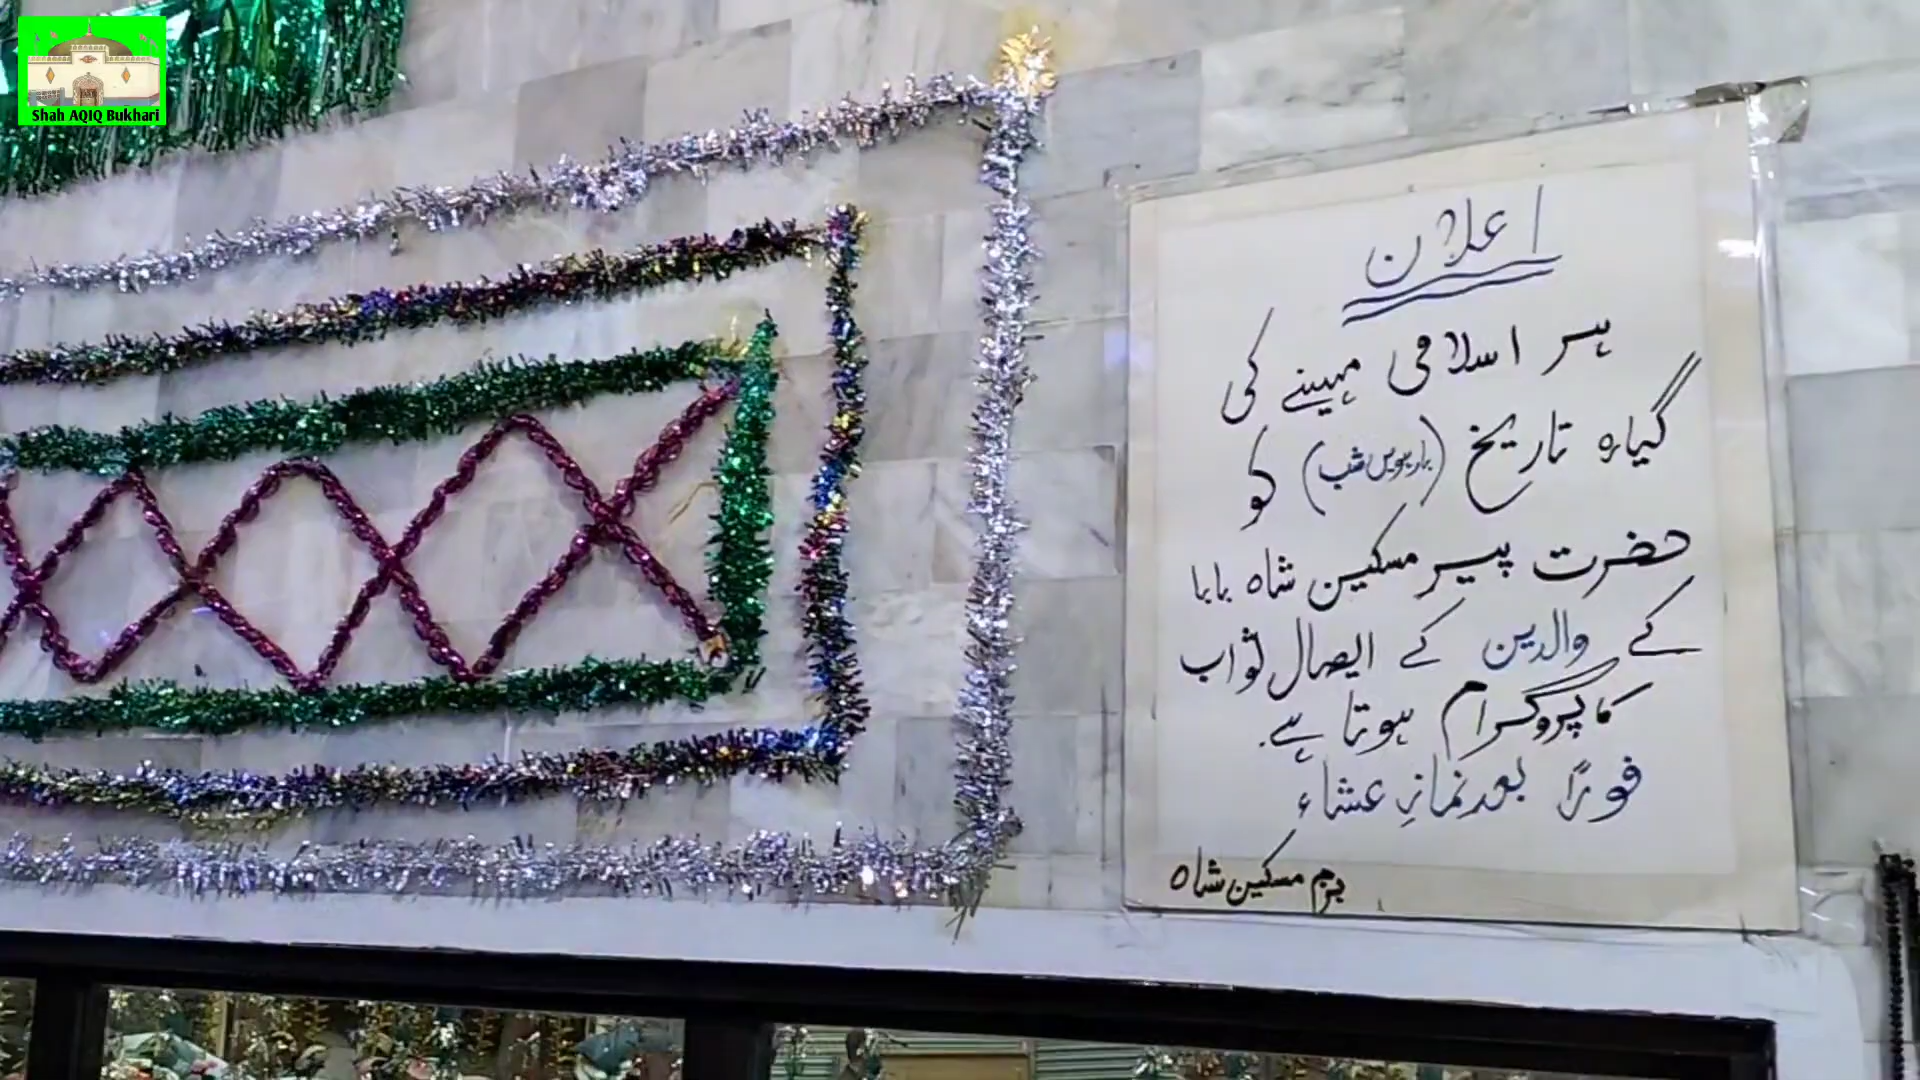 Shah AQIQ Bukhari
اعلان
ہر اسلامی مہینے کی
گیارہ تاریخ (بارہویں شب) کو
حضرت پیر مسکین شاہ بابا
کے والدین کے ایصال ثواب
کا پروگرام ہوتا ہے۔
فورًا بعد نمازِ عشاء
بزم مسکین شاہ